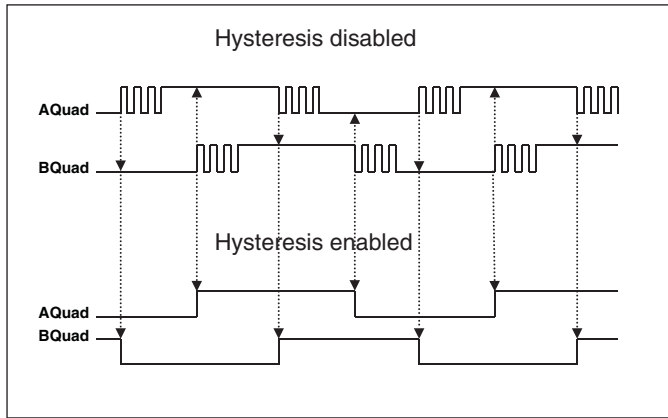 Hysteresis disabled
AQuad
BQuad
Hysteresis enabled
AQuad
BQuad